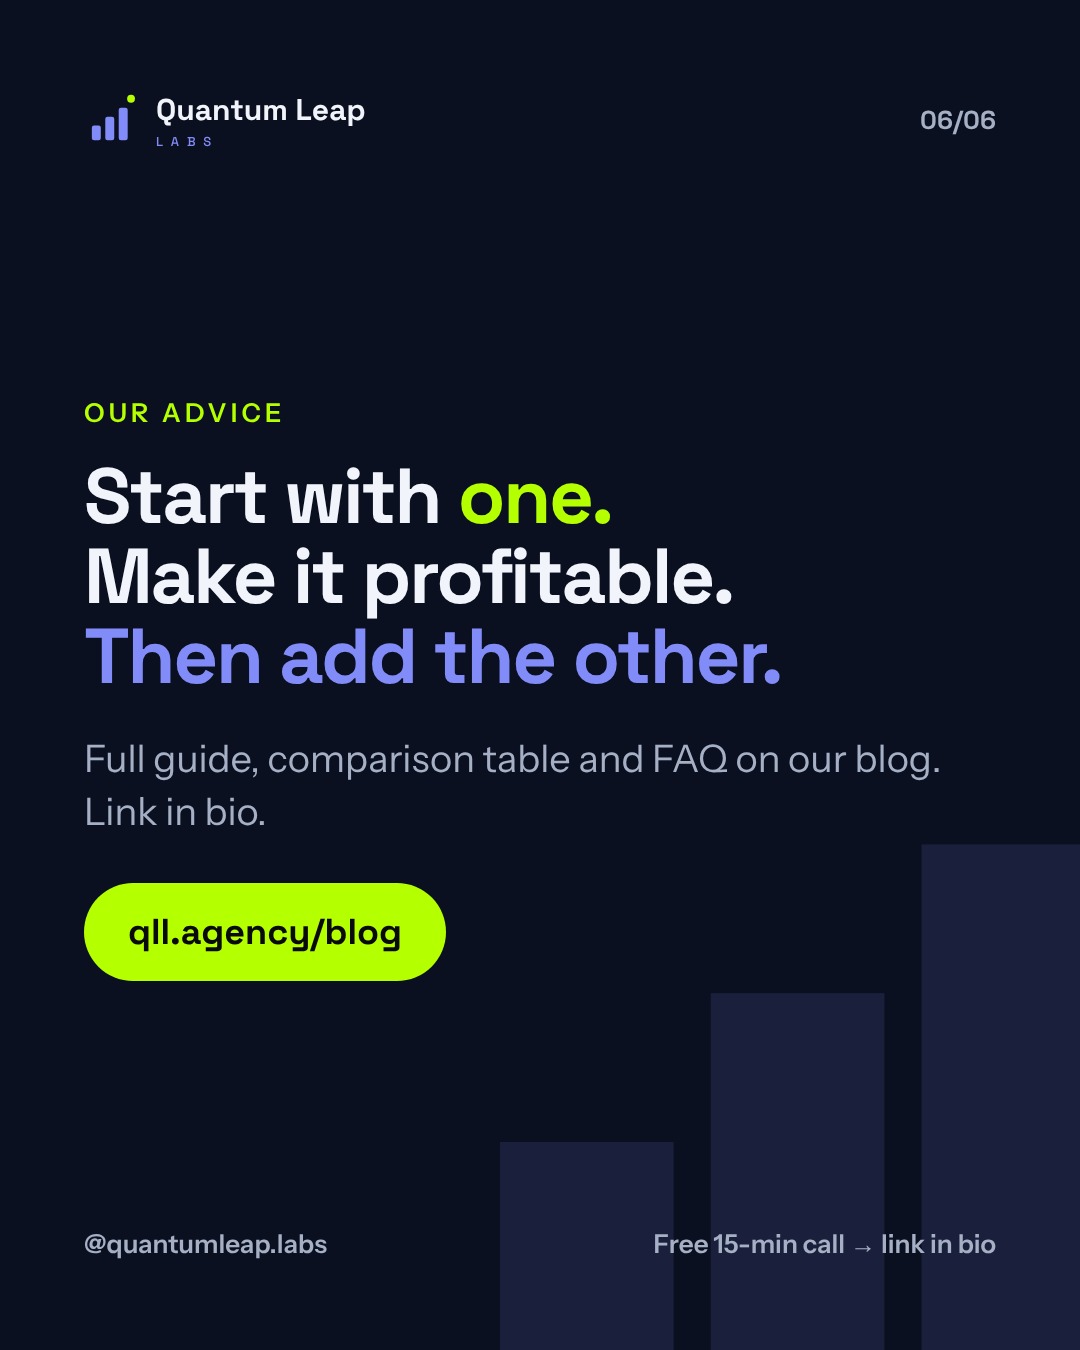 Quantum Leap
LABS
06/06
OUR ADVICE
Start with one.
Make it profitable.
Then add the other.
Full guide, comparison table and FAQ on our blog.
Link in bio.
qll.agency/blog
@quantumleap.labs
Free 15-min call → link in bio